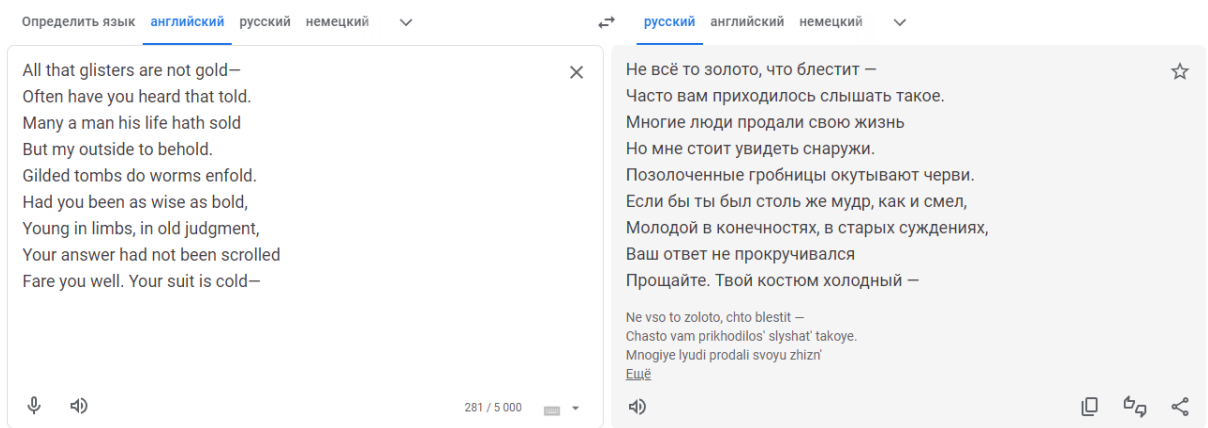 Определить язык английский русский немецкий русский английский немецкий
All that glisters are not gold—
Often have you heard that told.
Many a man his life hath sold
But my outside to behold.
Gilded tombs do worms enfold.
Had you been as wise as bold,
Young in limbs, in old judgment,
Your answer had not been scrolled
Fare you well. Your suit is cold—
281 / 5 000
Не всё то золото, что блестит —
Часто вам приходилось слышать такое.
Многие люди продали свою жизнь
Но мне стоит увидеть снаружи.
Позолоченные гробницы окутывают черви.
Если бы ты был столь же мудр, как и смел,
Молодой в конечностях, в старых суждениях,
Ваш ответ не прокручивался
Прощайте. Твой костюм холодный —
Ne vso to zoloto, chto blestit —
Chasto vam prikhodilos' slyshat' takoye.
Mnogiye lyudi prodali svoyu zhizn'
Ещё